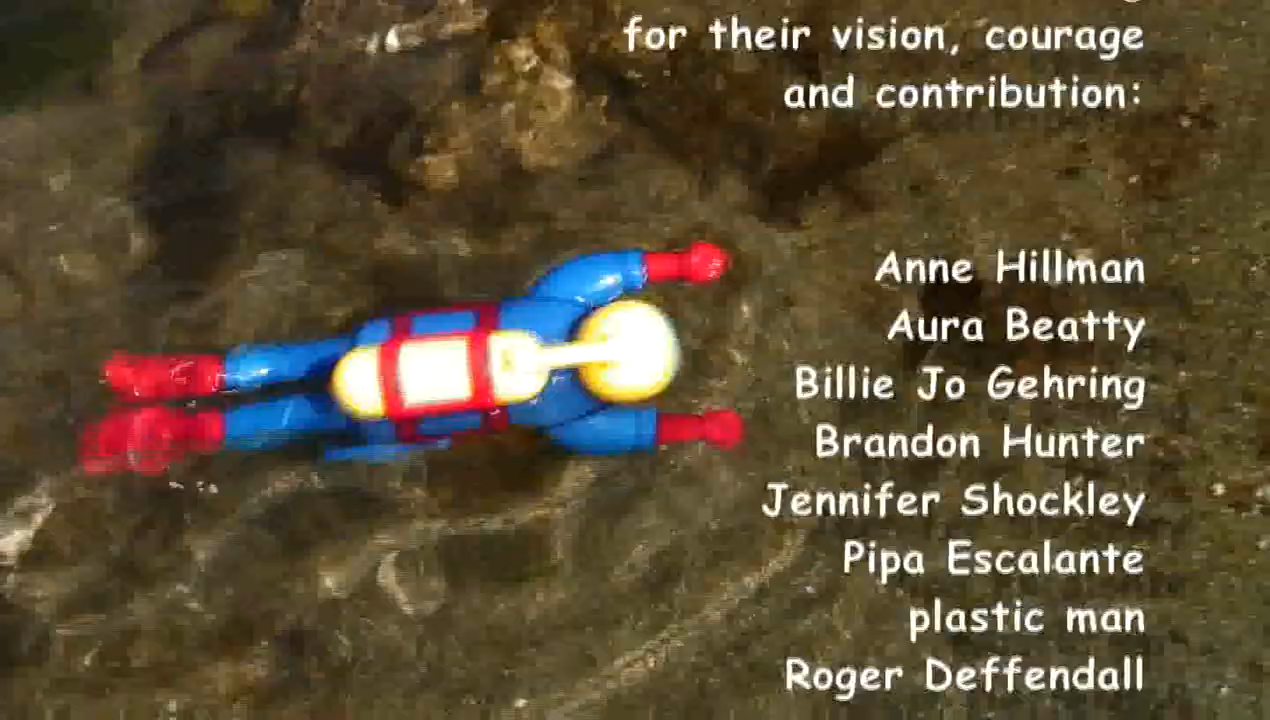 for their vision, courage
and contribution:
Anne Hillman
Aura Beatty
Billie Jo Gehring
Brandon Hunter
Jennifer Shockley
Pipa Escalante
plastic man
Roger Deffendall